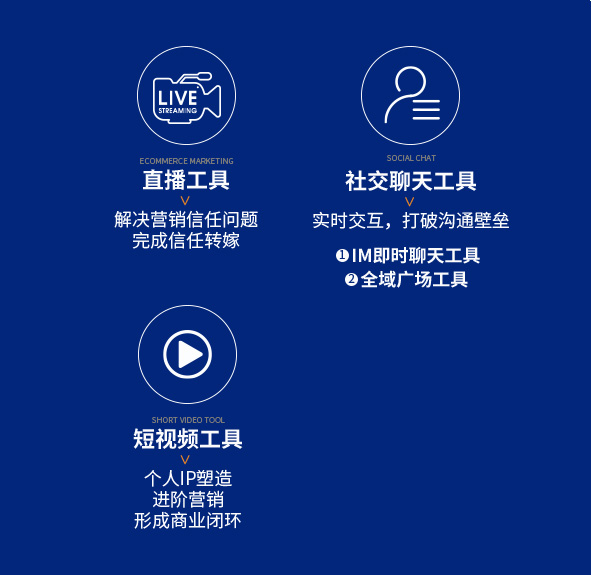 LIVE
STREAMING
ECOMMERCE MARKETING
直播工具
解决营销信任问题
完成信任转嫁
SOCIAL CHAT
社交聊天工具
实时交互，打破沟通壁垒
❶IM即时聊天工具
❷全域广场工具
SHORT VIDEO TOOL
短视频工具
个人IP塑造
进阶营销
形成商业闭环